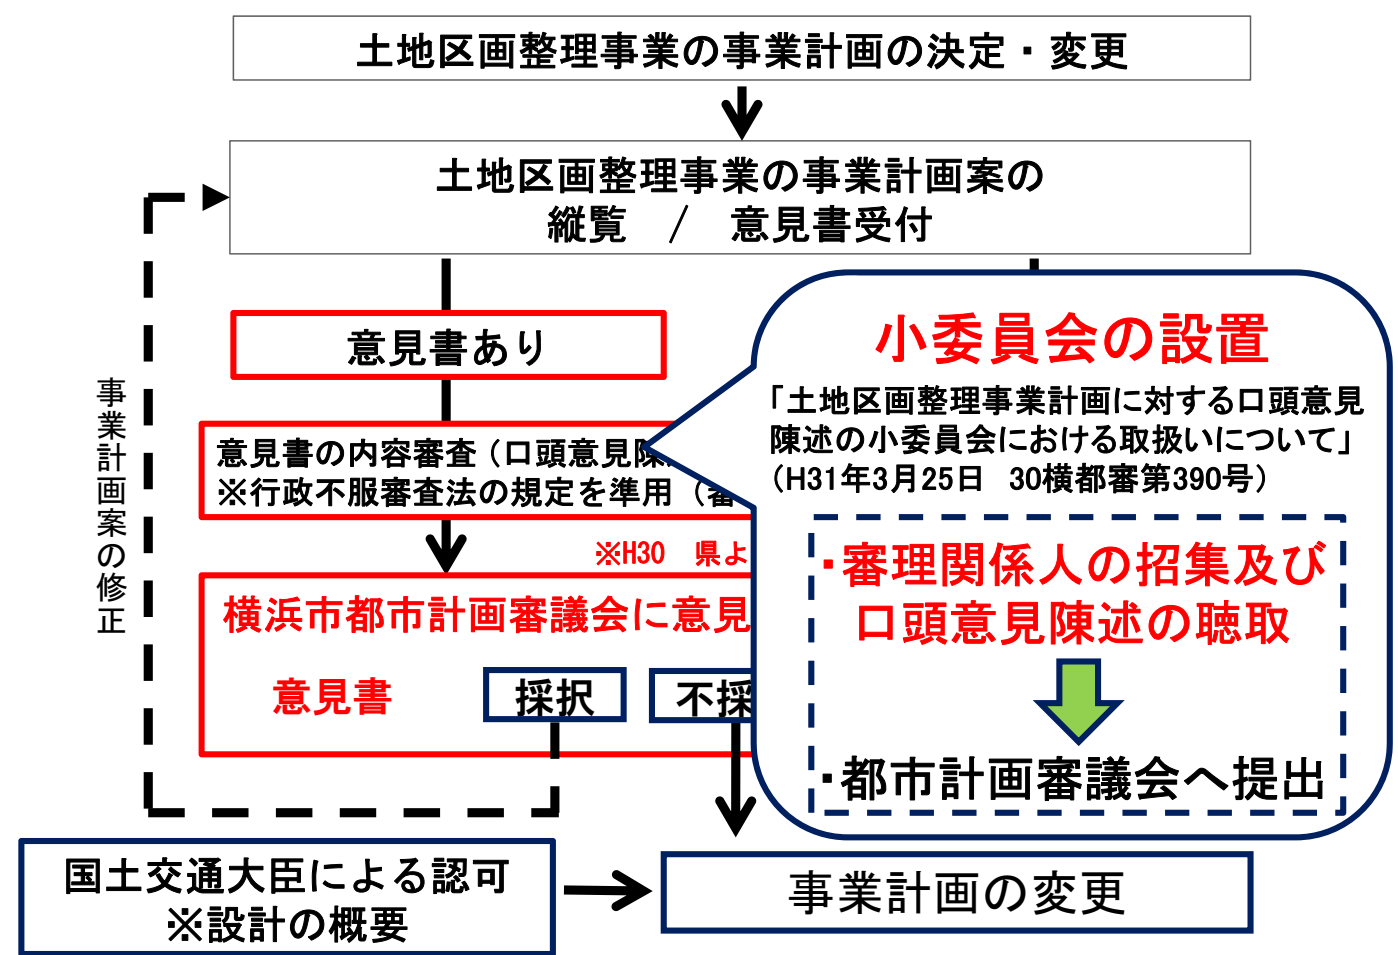 土地区画整理事業の事業計画の決定・変更
土地区画整理事業の事業計画案の
縦覧　/　意見書受付
意見書あり
意見書の内容審査（口頭意見陳
※行政不服審査法の規定を準用（審
※H30　県よ
横浜市都市計画審議会に意見
意見書
採択
不採
事業計画案の修正
小委員会の設置
「土地区画整理事業計画に対する口頭意見
陳述の小委員会における取扱いについて」
（H31年3月25日　30横都審第390号）
・審理関係人の招集及び
口頭意見陳述の聴取
・都市計画審議会へ提出
国土交通大臣による認可
※設計の概要
事業計画の変更